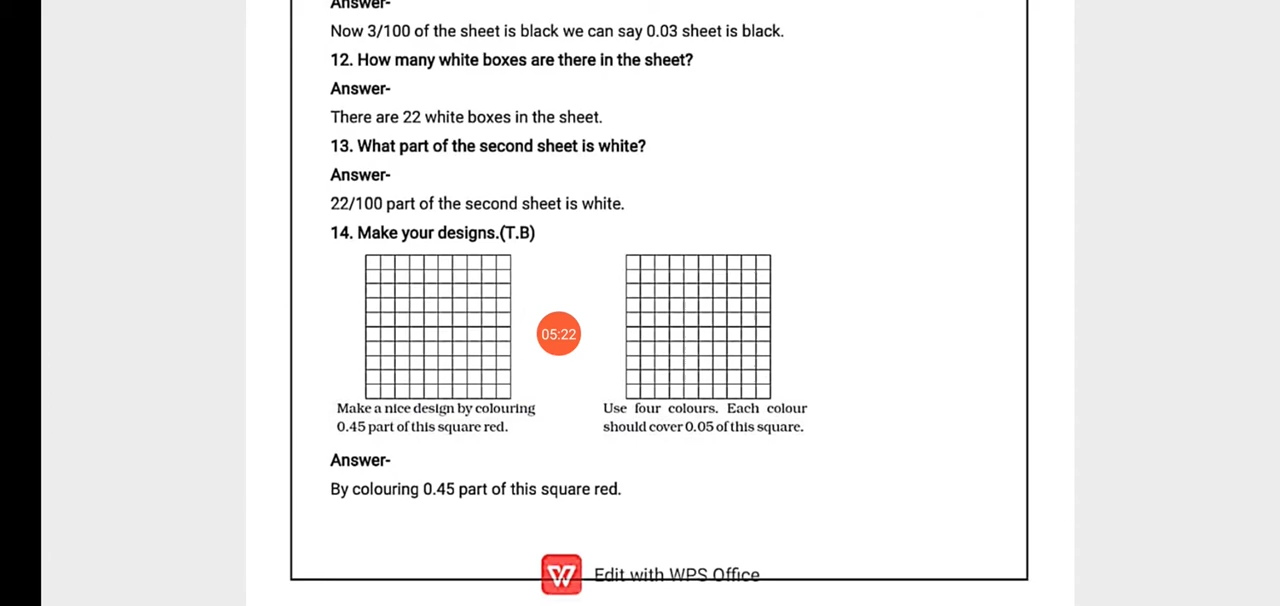 Answer-
Now 3/100 of the sheet is black we can say 0.03 sheet is black.
12. How many white boxes are there in the sheet?
Answer-
There are 22 white boxes in the sheet.
13. What part of the second sheet is white?
Answer-
22/100 part of the second sheet is white.
14. Make your designs.(T.B)
05:22
Make a nice design by colouring
0.45 part of this square red.
Use four colours. Each colour
should cover 0.05 of this square.
Answer-
By colouring 0.45 part of this square red.
Edit with WPS Office